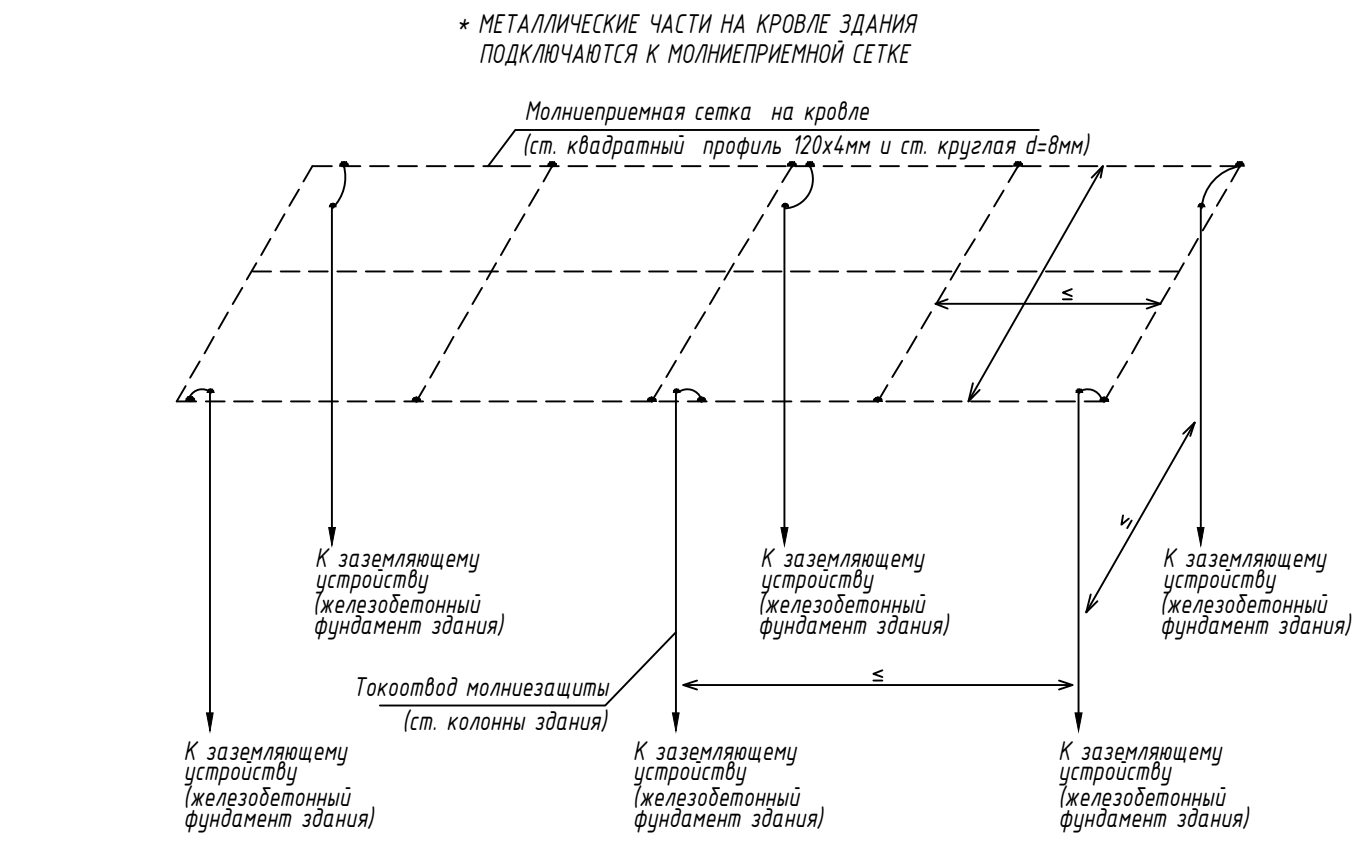 * МЕТАЛЛИЧЕСКИЕ ЧАСТИ НА КРОВЛЕ ЗДАНИЯ
ПОДКЛЮЧАЮТСЯ К МОЛНИЕПРИЕМНОЙ СЕТКЕ
Молниеприемная сетка на кровле
(ст. квадратный профиль 120х4мм и ст. круглая d=8мм)
≤
≤
К заземляющему
устройству
(железобетонный
фундамент здания)
К заземляющему
устройству
(железобетонный
фундамент здания)
К заземляющему
устройству
(железобетонный
фундамент здания)
≤
Токоотвод молниезащиты
(ст. колонны здания)
К заземляющему
устройству
(железобетонный
фундамент здания)
К заземляющему
устройству
(железобетонный
фундамент здания)
К заземляющему
устройству
(железобетонный
фундамент здания)